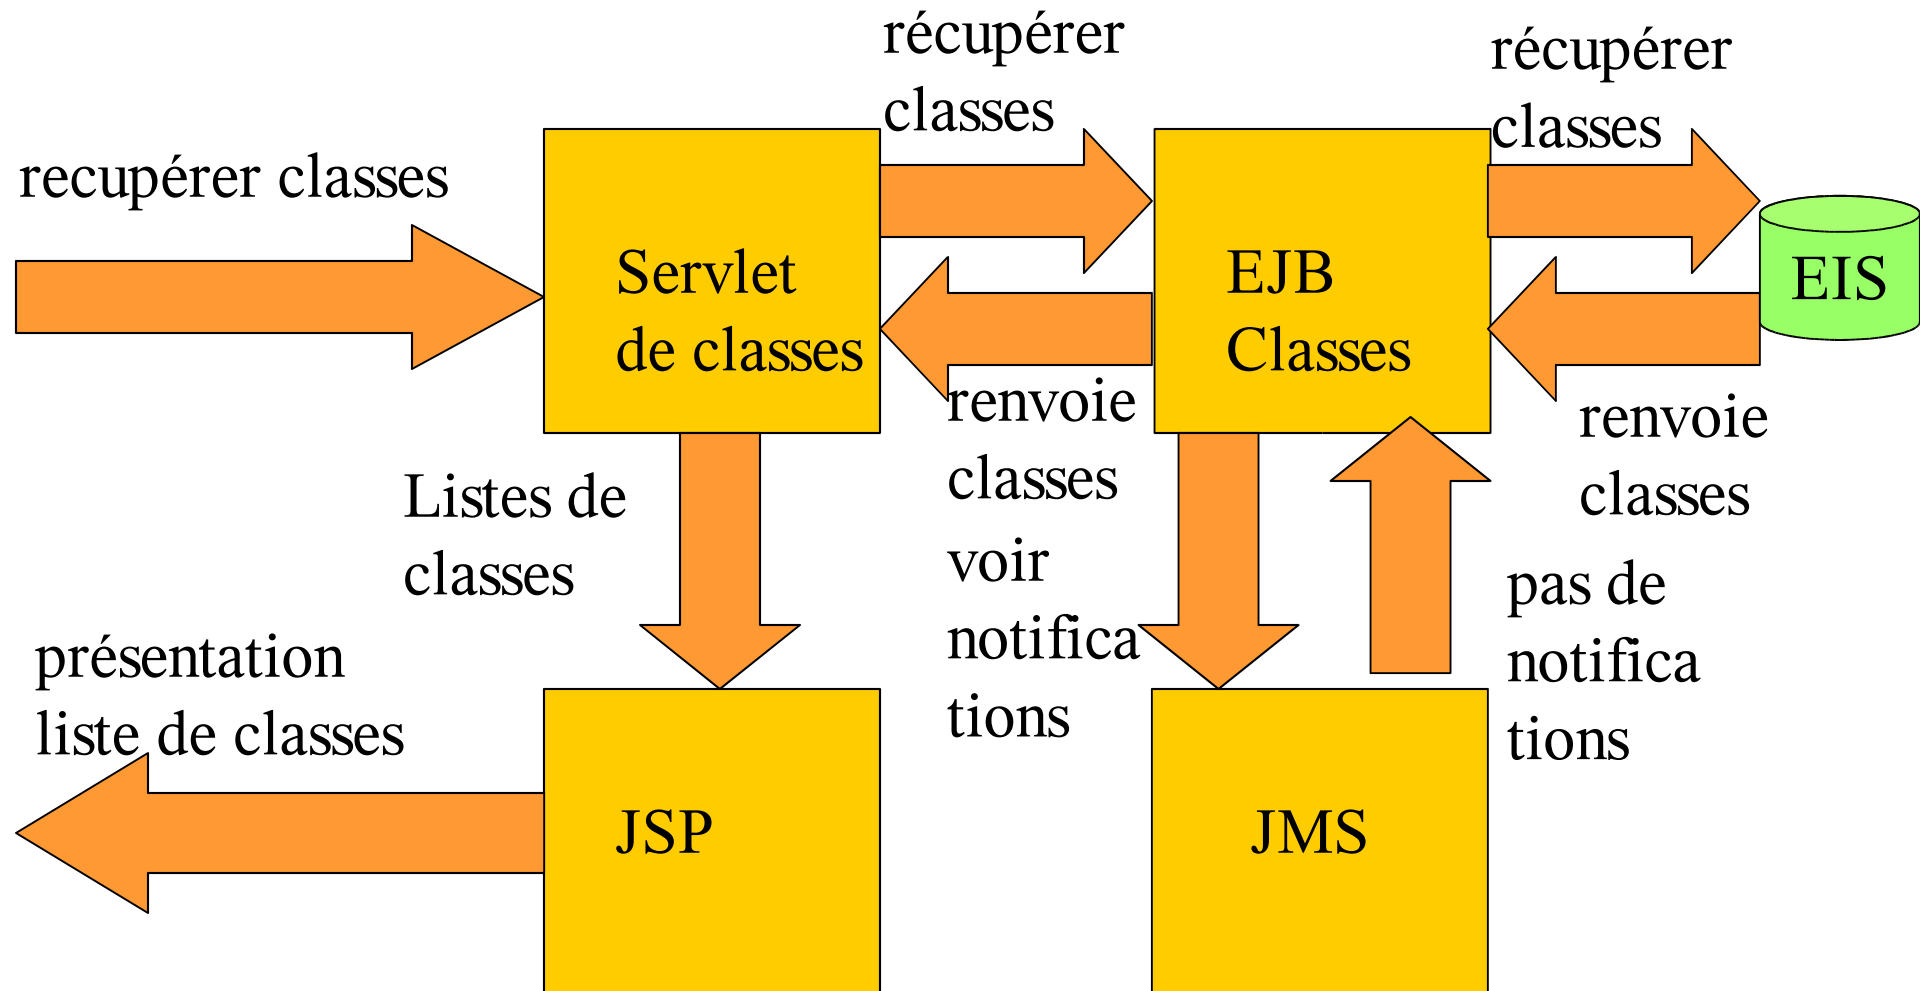 récupérer
classes
récupérer
classes
recupérer classes
Servlet
de classes
EJB
Classes
EIS
renvoie
classes
renvoie
classes
Listes de
classes
voir
notifica
tions
pas de
notifica
tions
présentation
liste de classes
JSP
JMS